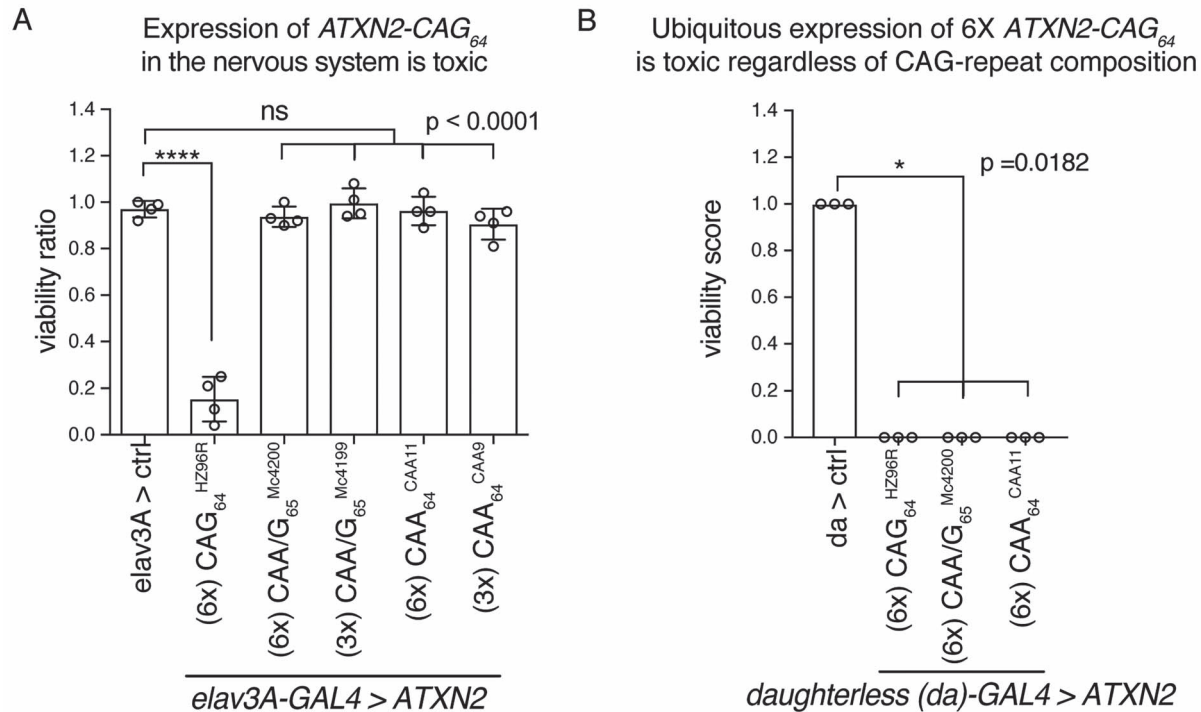 A
Expression of ATXN2-CAG64
in the nervous system is toxic
viability ratio
1.4
1.2
1.0
0.8
0.6
0.4
0.2
0.0
ns
****
p < 0.0001
elav3A > ctrl
(6x) CAG64 HZ96R
(6x) CAA/G65 Mc4200
(3x) CAA/G65 Mc4199
(6x) CAA64 CAA11
(3x) CAA64 CAA9
elav3A-GAL4 > ATXN2
B
Ubiquitous expression of 6X ATXN2-CAG64
is toxic regardless of CAG-repeat composition
viability score
1.4
1.2
1.0
0.8
0.6
0.4
0.2
0.0
*
p =0.0182
da > ctrl
(6x) CAG64 HZ96R
(6x) CAA/G65 Mc4200
(6x) CAA64 CAA11
daughterless (da)-GAL4 > ATXN2